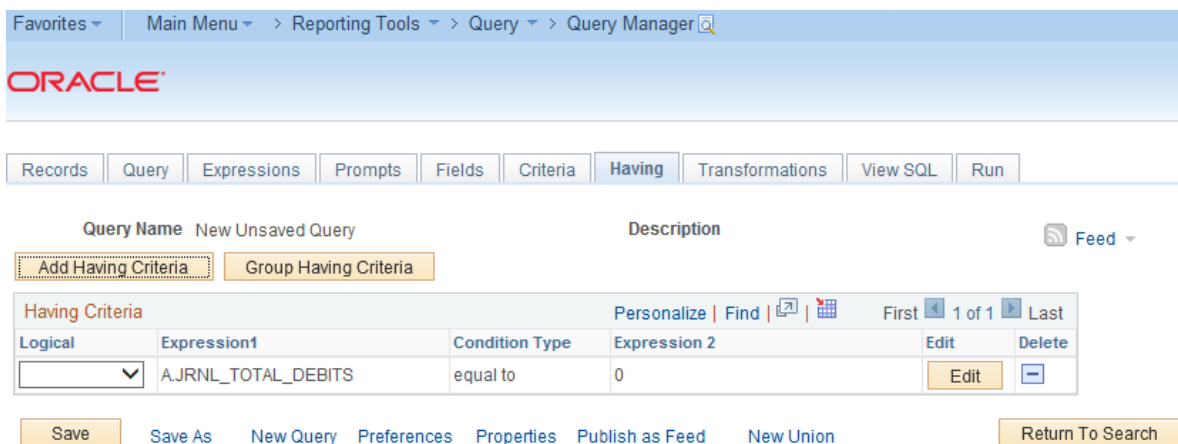 Favorites Main Menu > Reporting Tools > Query > Query Manager
ORACLE
Records Query Expressions Prompts Fields Criteria Having Transformations View SQL Run
Query Name New Unsaved Query Description Feed
Add Having Criteria Group Having Criteria
Having Criteria Personalize | Find | | First 1 of 1 Last
Logical Expression1 Condition Type Expression 2 Edit Delete
A.JRNL_TOTAL_DEBITS equal to 0 Edit
Save Save As New Query Preferences Properties Publish as Feed New Union Return To Search